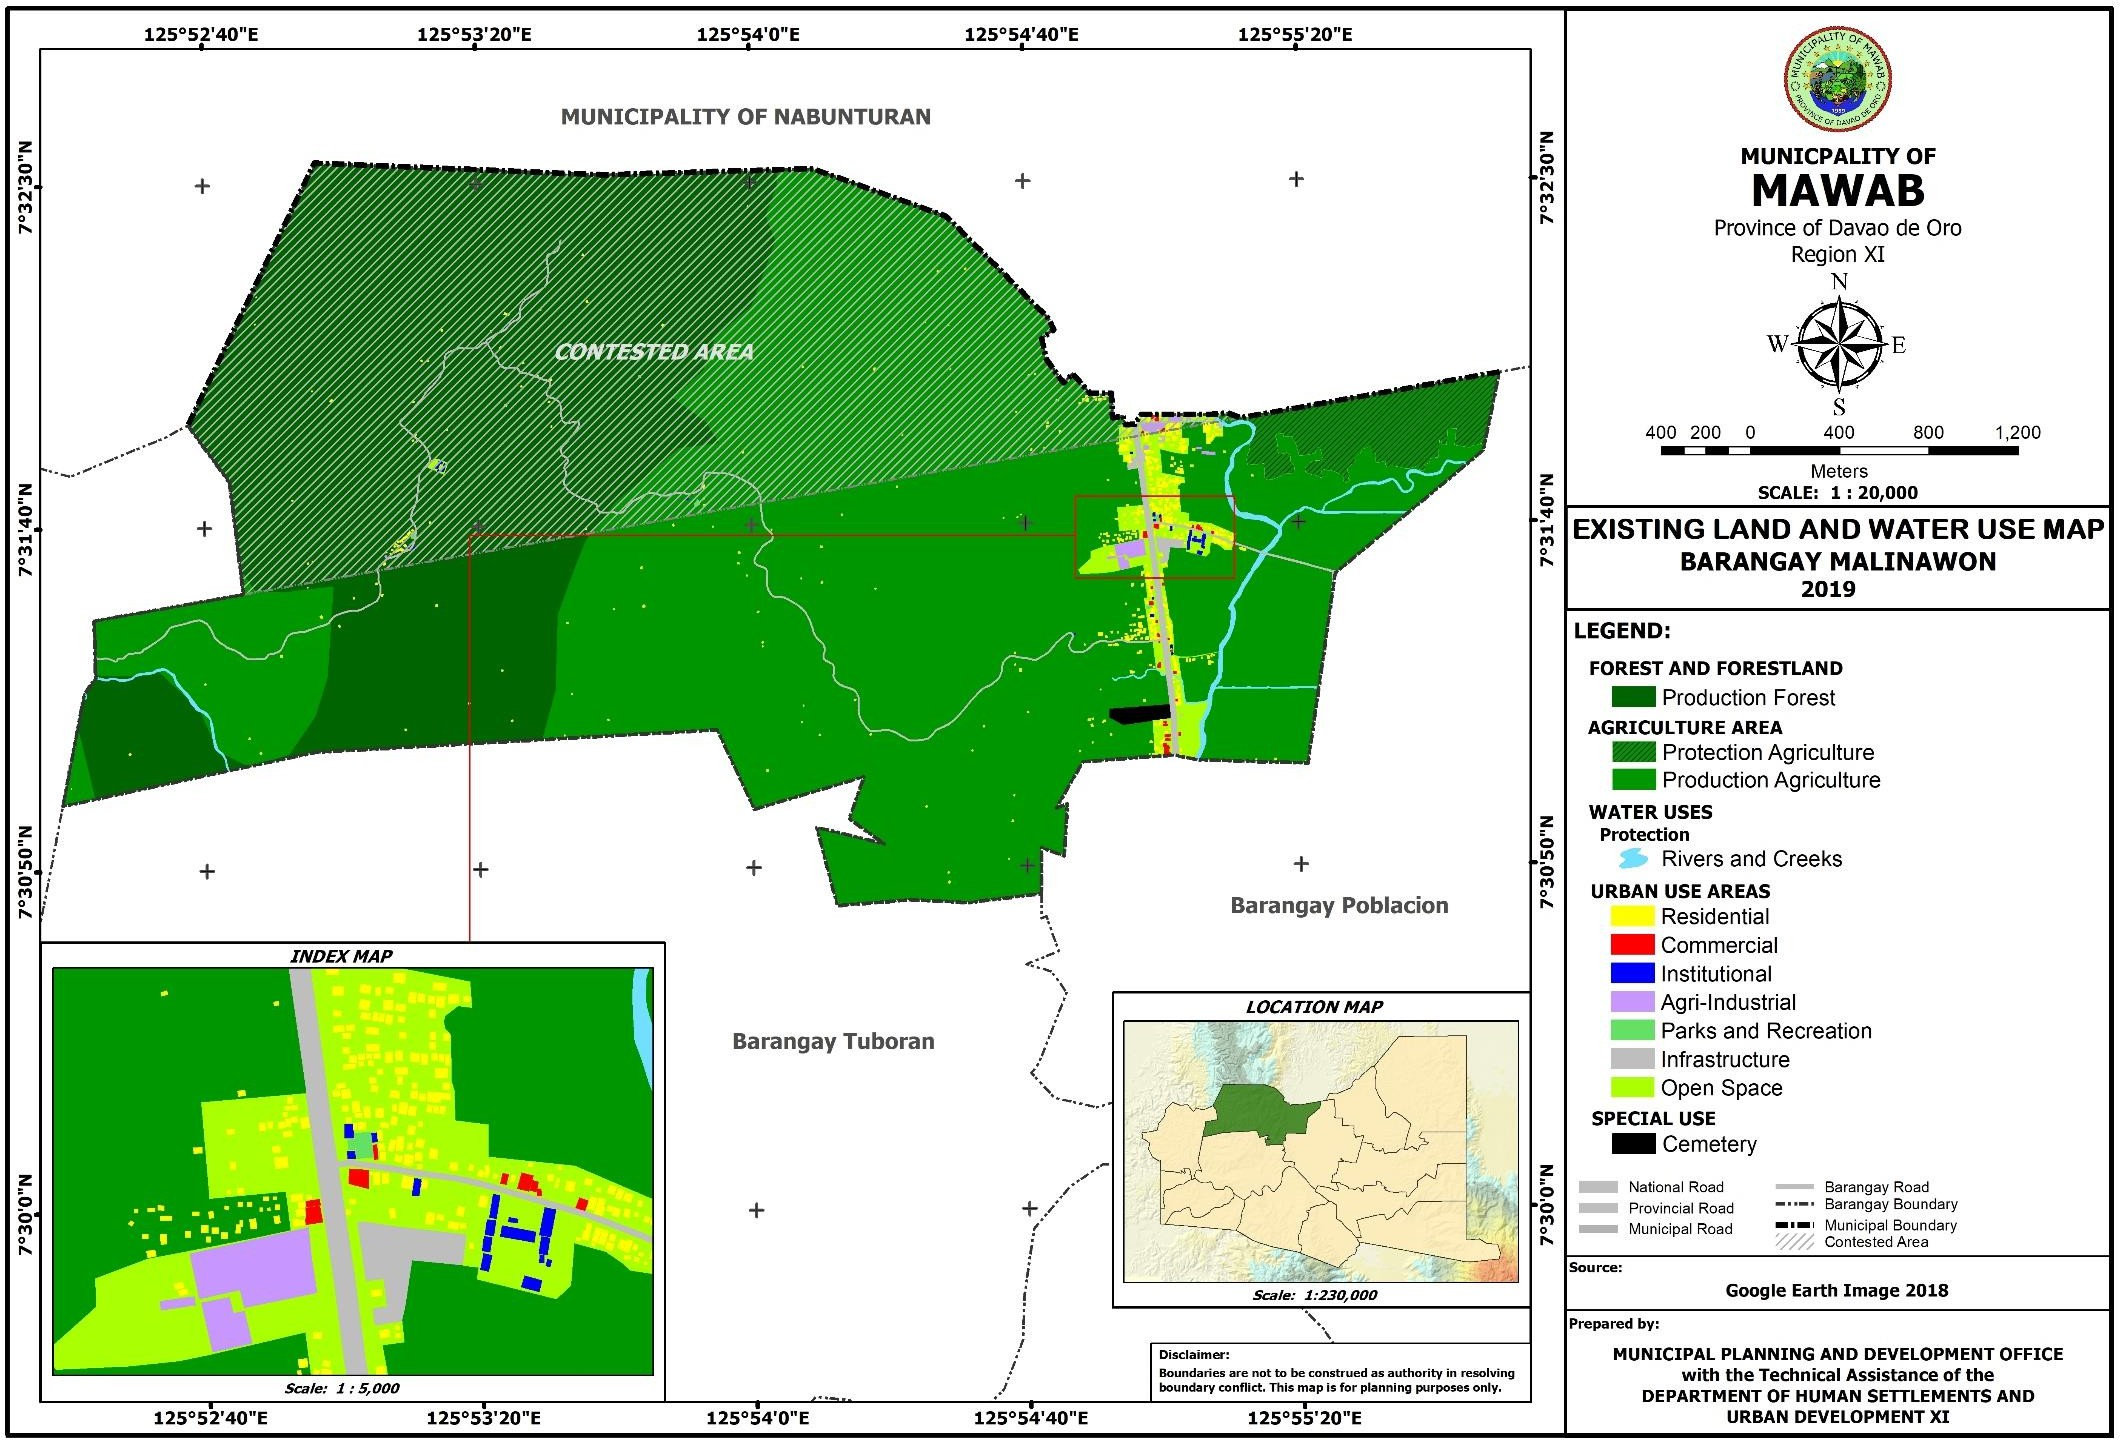 125°52'40"E 125°53'20"E 125°54'0"E 125°54'40"E 125°55'20"E
MUNICIPALITY OF NABUNTURAN
7°32'30"N
7°32'30"N
CONTESTED AREA
7°31'40"N
7°31'40"N
7°30'50"N
7°30'50"N
Barangay Poblacion
Barangay Tuboran
7°30'0"N
7°30'0"N
INDEX MAP
Scale: 1 : 5,000
LOCATION MAP
Scale: 1:230,000
Disclaimer:
Boundaries are not to be construed as authority in resolving
boundary conflict. This map is for planning purposes only.
125°52'40"E 125°53'20"E 125°54'0"E 125°54'40"E 125°55'20"E
MUNICIPALITY OF MAWAB
PROVINCE OF DAVAO DE ORO
1959
MUNICPALITY OF
MAWAB
Province of Davao de Oro
Region XI
N
W E
S
400 200 0 400 800 1,200
Meters
SCALE: 1 : 20,000
EXISTING LAND AND WATER USE MAP
BARANGAY MALINAWON
2019
LEGEND:
FOREST AND FORESTLAND
Production Forest
AGRICULTURE AREA
Protection Agriculture
Production Agriculture
WATER USES
Protection
Rivers and Creeks
URBAN USE AREAS
Residential
Commercial
Institutional
Agri-Industrial
Parks and Recreation
Infrastructure
Open Space
SPECIAL USE
Cemetery
National Road
Provincial Road
Municipal Road
Barangay Road
Barangay Boundary
Municipal Boundary
Contested Area
Source:
Google Earth Image 2018
Prepared by:
MUNICIPAL PLANNING AND DEVELOPMENT OFFICE
with the Technical Assistance of the
DEPARTMENT OF HUMAN SETTLEMENTS AND
URBAN DEVELOPMENT XI